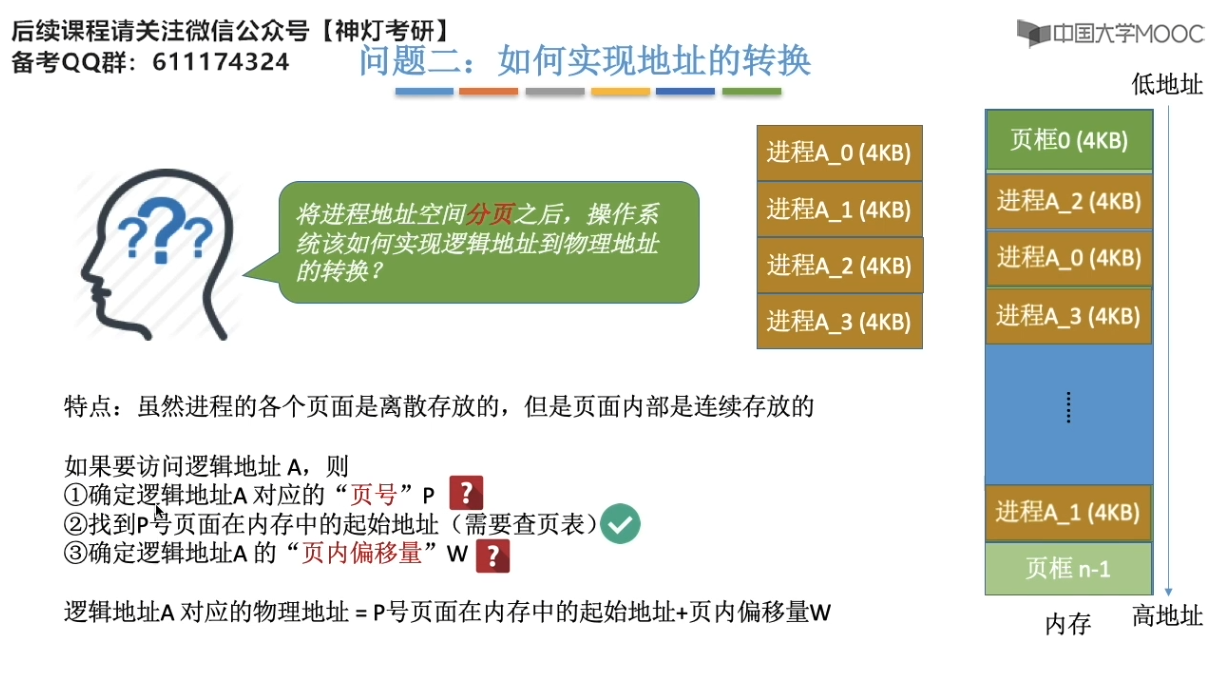 后续课程请关注微信公众号【神灯考研】
备考QQ群：611174324
中国大学MOOC
问题二：如何实现地址的转换
低地址
进程A_0 (4KB)
进程A_1 (4KB)
进程A_2 (4KB)
进程A_3 (4KB)
页框0 (4KB)
进程A_2 (4KB)
进程A_0 (4KB)
进程A_3 (4KB)
……
进程A_1 (4KB)
页框 n-1
内存
高地址
? ? ?
将进程地址空间分页之后，操作系
统该如何实现逻辑地址到物理地址
的转换？
特点：虽然进程的各个页面是离散存放的，但是页面内部是连续存放的
如果要访问逻辑地址 A，则
①确定逻辑地址A 对应的“页号”P ?
②找到P号页面在内存中的起始地址（需要查页表）
③确定逻辑地址A 的“页内偏移量”W ?
逻辑地址A 对应的物理地址 = P号页面在内存中的起始地址+页内偏移量W